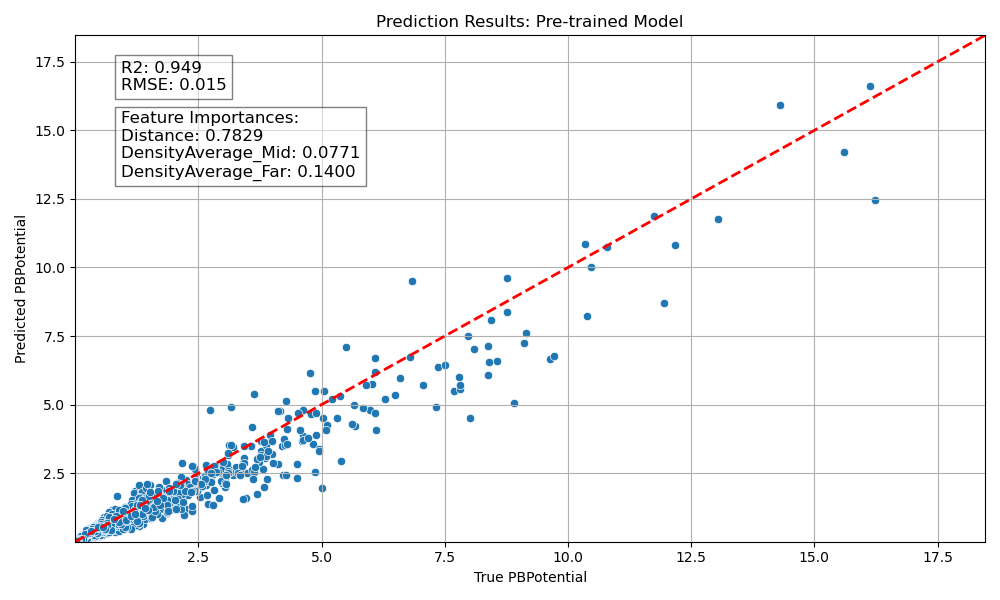 Prediction Results: Pre-trained Model
R2: 0.949
RMSE: 0.015
Feature Importances:
Distance: 0.7829
DensityAverage_Mid: 0.0771
DensityAverage_Far: 0.1400
Predicted PBPotential
17.5
15.0
12.5
10.0
7.5
5.0
2.5
2.5 5.0 7.5 10.0 12.5 15.0 17.5
True PBPotential